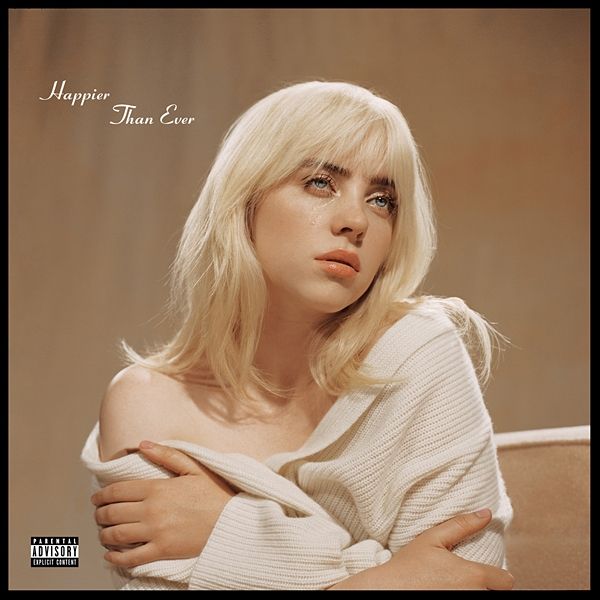 Happier
Than Ever
PARENTAL
ADVISORY
EXPLICIT CONTENT